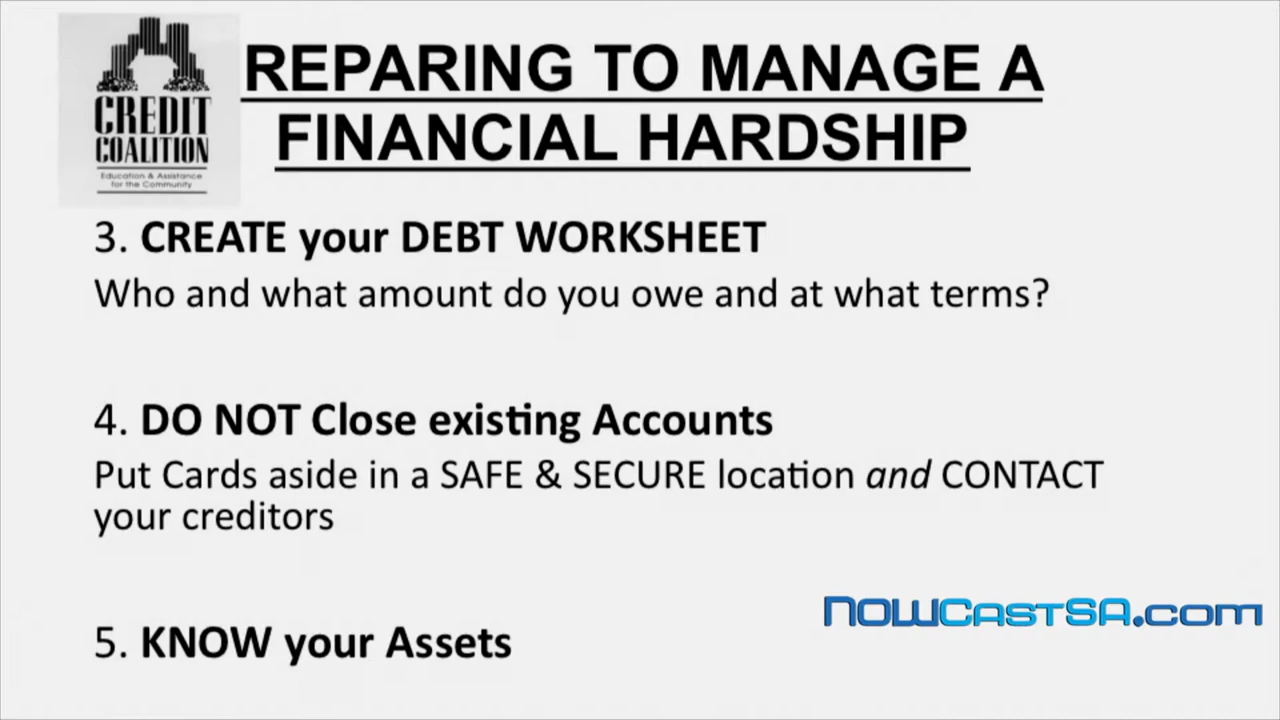 CREDIT
COALITION
Education & Assistance
for the Community
REPARING TO MANAGE A
FINANCIAL HARDSHIP
3. CREATE your DEBT WORKSHEET
Who and what amount do you owe and at what terms?
4. DO NOT Close existing Accounts
Put Cards aside in a SAFE & SECURE location and CONTACT
your creditors
NOWCastSA.com
5. KNOW your Assets